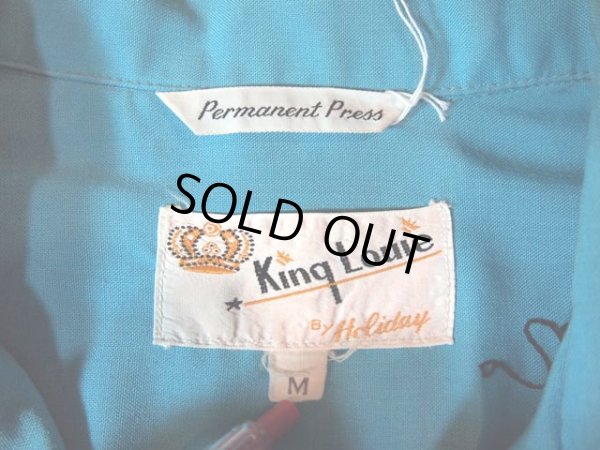 Permanent Press
SOLD OUT
King Louie
By Holiday
M